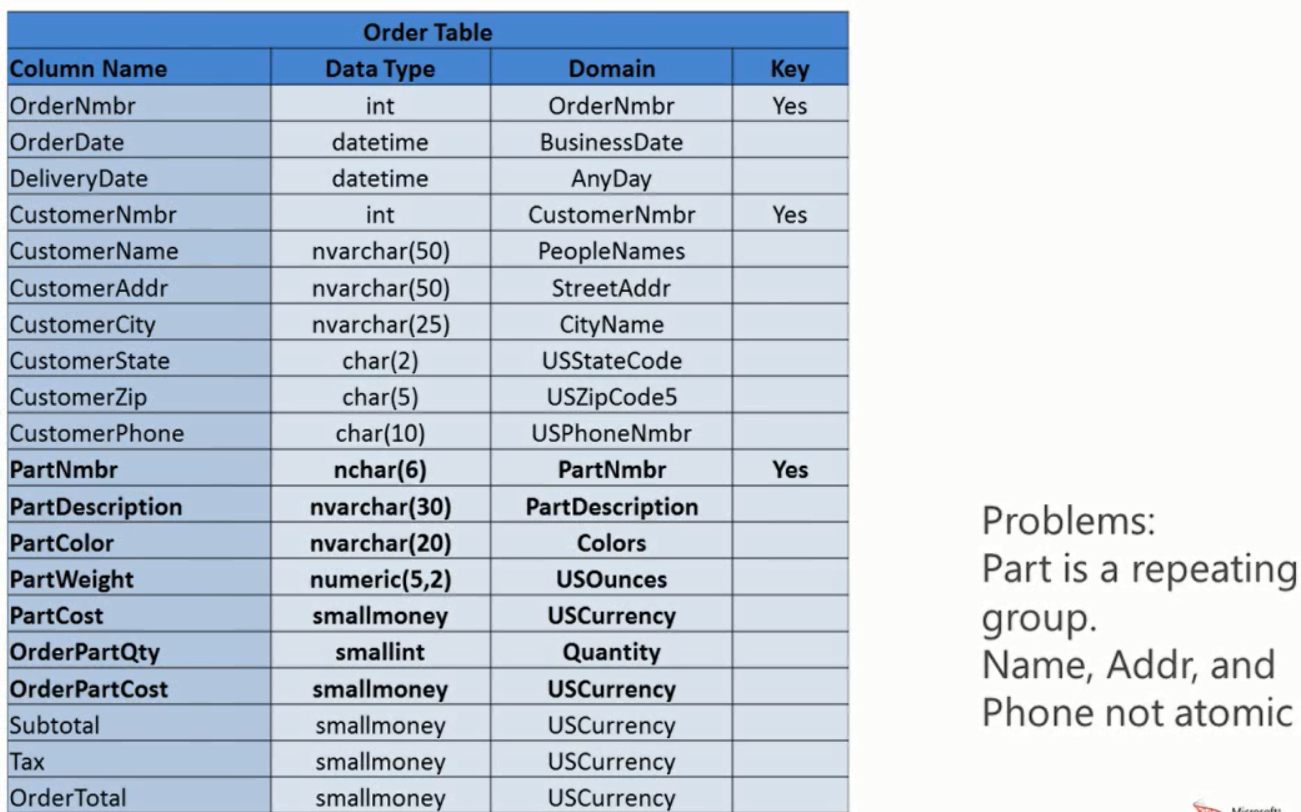 Order Table
Column Name Data Type Domain Key
OrderNmbr int OrderNmbr Yes
OrderDate datetime BusinessDate
DeliveryDate datetime AnyDay
CustomerNmbr int CustomerNmbr Yes
CustomerName nvarchar(50) PeopleNames
CustomerAddr nvarchar(50) StreetAddr
CustomerCity nvarchar(25) CityName
CustomerState char(2) USStateCode
CustomerZip char(5) USZipCode5
CustomerPhone char(10) USPhoneNmbr
PartNmbr nchar(6) PartNmbr Yes
PartDescription nvarchar(30) PartDescription
PartColor nvarchar(20) Colors
PartWeight numeric(5,2) USOunces
PartCost smallmoney USCurrency
OrderPartQty smallint Quantity
OrderPartCost smallmoney USCurrency
Subtotal smallmoney USCurrency
Tax smallmoney USCurrency
OrderTotal smallmoney USCurrency
Problems:
Part is a repeating
group.
Name, Addr, and
Phone not atomic
Microsoft